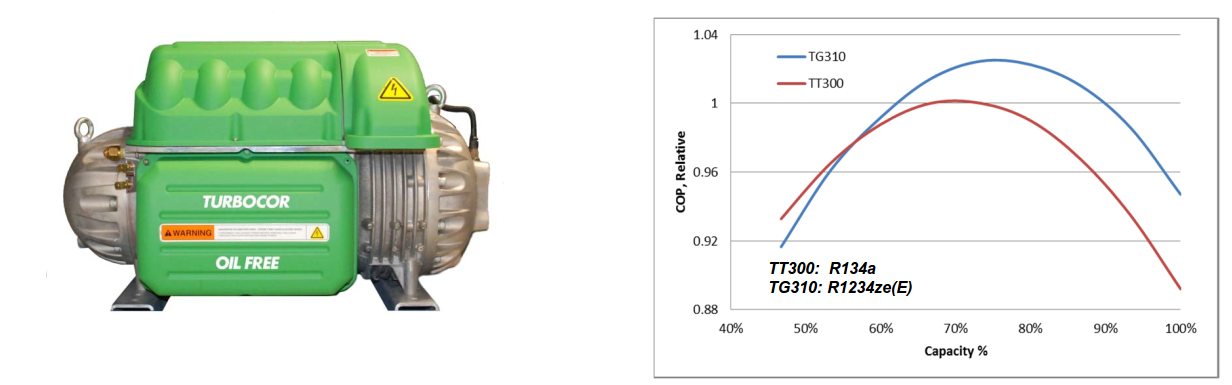 TURBOCOR
WARNING
OIL FREE
1.04
1
0.96
0.92
0.88
COP, Relative
TG310
TT300
TT300: R134a
TG310: R1234ze(E)
40%
50%
60%
70%
80%
90%
100%
Capacity %